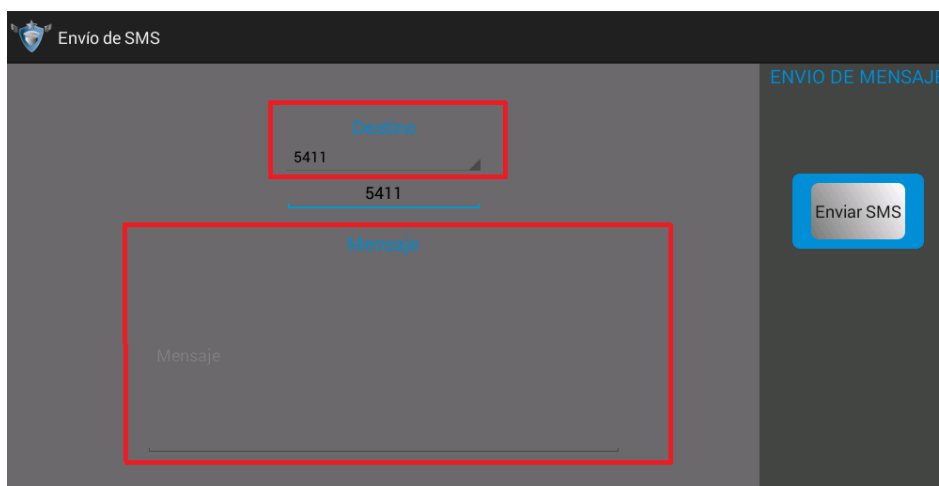 Envío de SMS
ENVIO DE MENSAJE
Destino
5411
5411
Enviar SMS
Mensaje
Mensaje